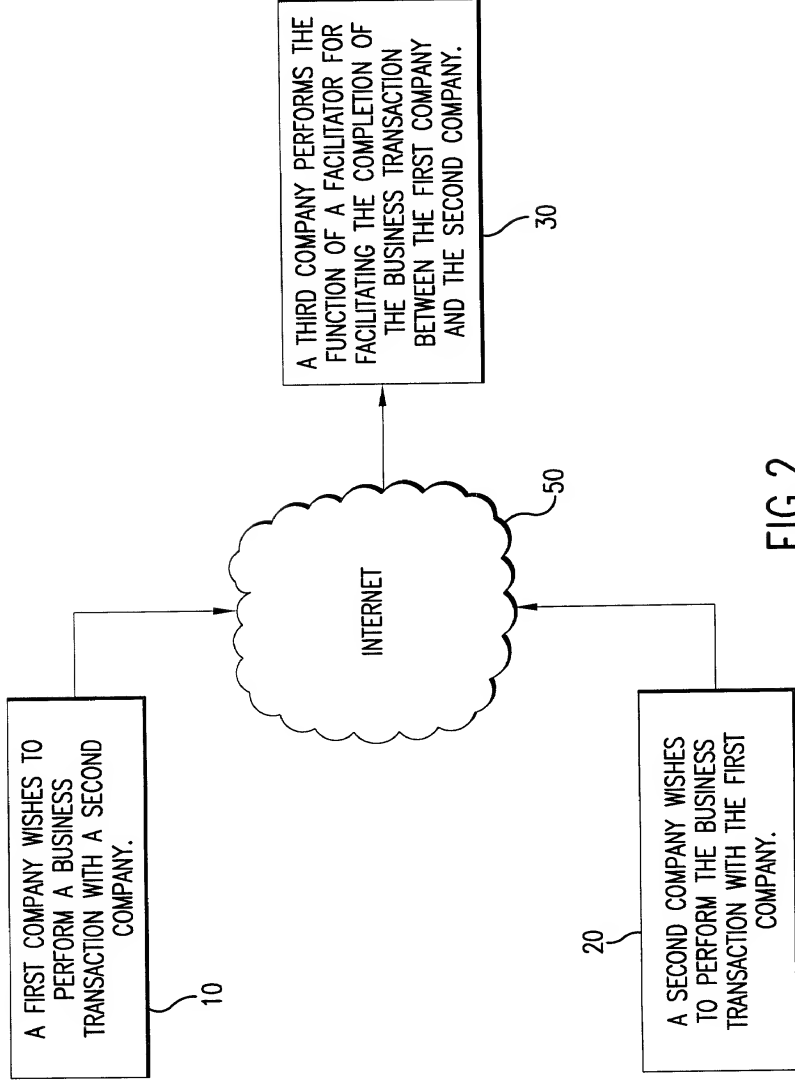 A FIRST COMPANY WISHES TO
PERFORM A BUSINESS
TRANSACTION WITH A SECOND
COMPANY.
10
INTERNET
50
A THIRD COMPANY PERFORMS THE
FUNCTION OF A FACILITATOR FOR
FACILITATING THE COMPLETION OF
THE BUSINESS TRANSACTION
BETWEEN THE FIRST COMPANY
AND THE SECOND COMPANY.
30
20
A SECOND COMPANY WISHES
TO PERFORM THE BUSINESS
TRANSACTION WITH THE FIRST
COMPANY.
FIG.2